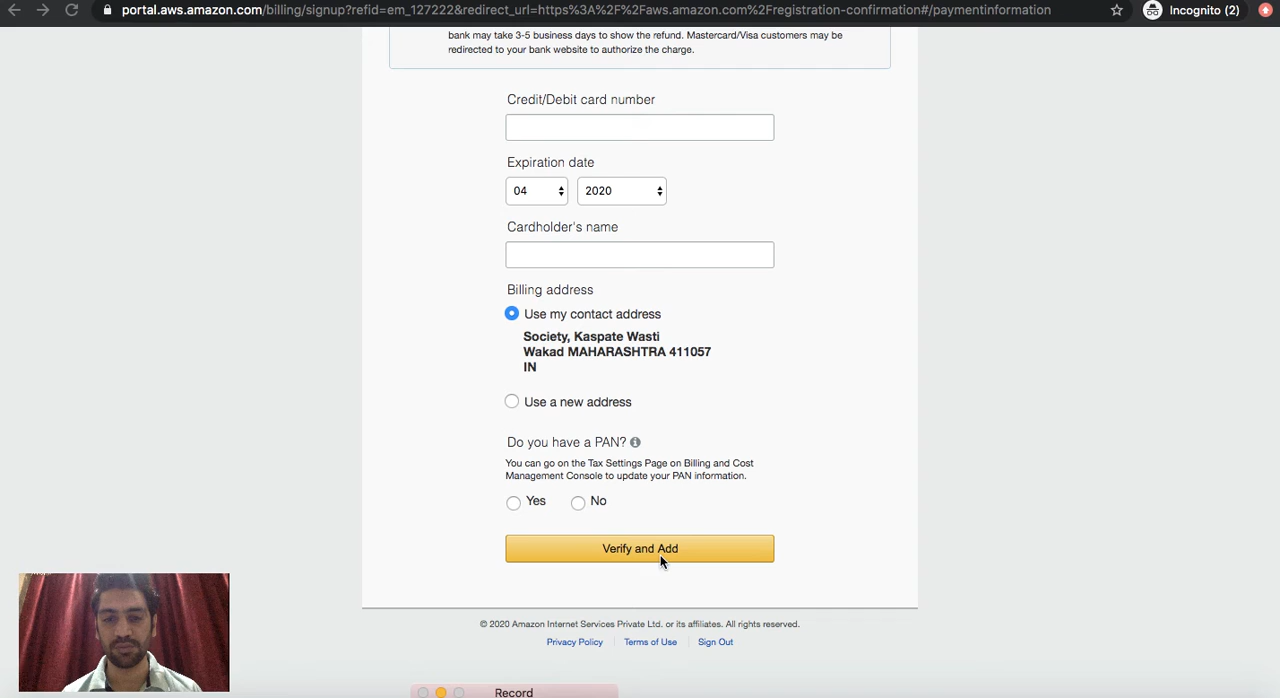 portal.aws.amazon.com/billing/signup?refid=em_127222&redirect_url=https%3A%2F%2Faws.amazon.com%2Fregistration-confirmation#/paymentinformation
Incognito (2)
bank may take 3-5 business days to show the refund. Mastercard/Visa customers may be
redirected to your bank website to authorize the charge.
Credit/Debit card number
Expiration date
04 2020
Cardholder's name
Billing address
Use my contact address
Society, Kaspate Wasti
Wakad MAHARASHTRA 411057
IN
Use a new address
Do you have a PAN?
You can go on the Tax Settings Page on Billing and Cost
Management Console to update your PAN information.
Yes No
Verify and Add
© 2020 Amazon Internet Services Private Ltd. or its affiliates. All rights reserved.
Privacy Policy Terms of Use Sign Out
Record